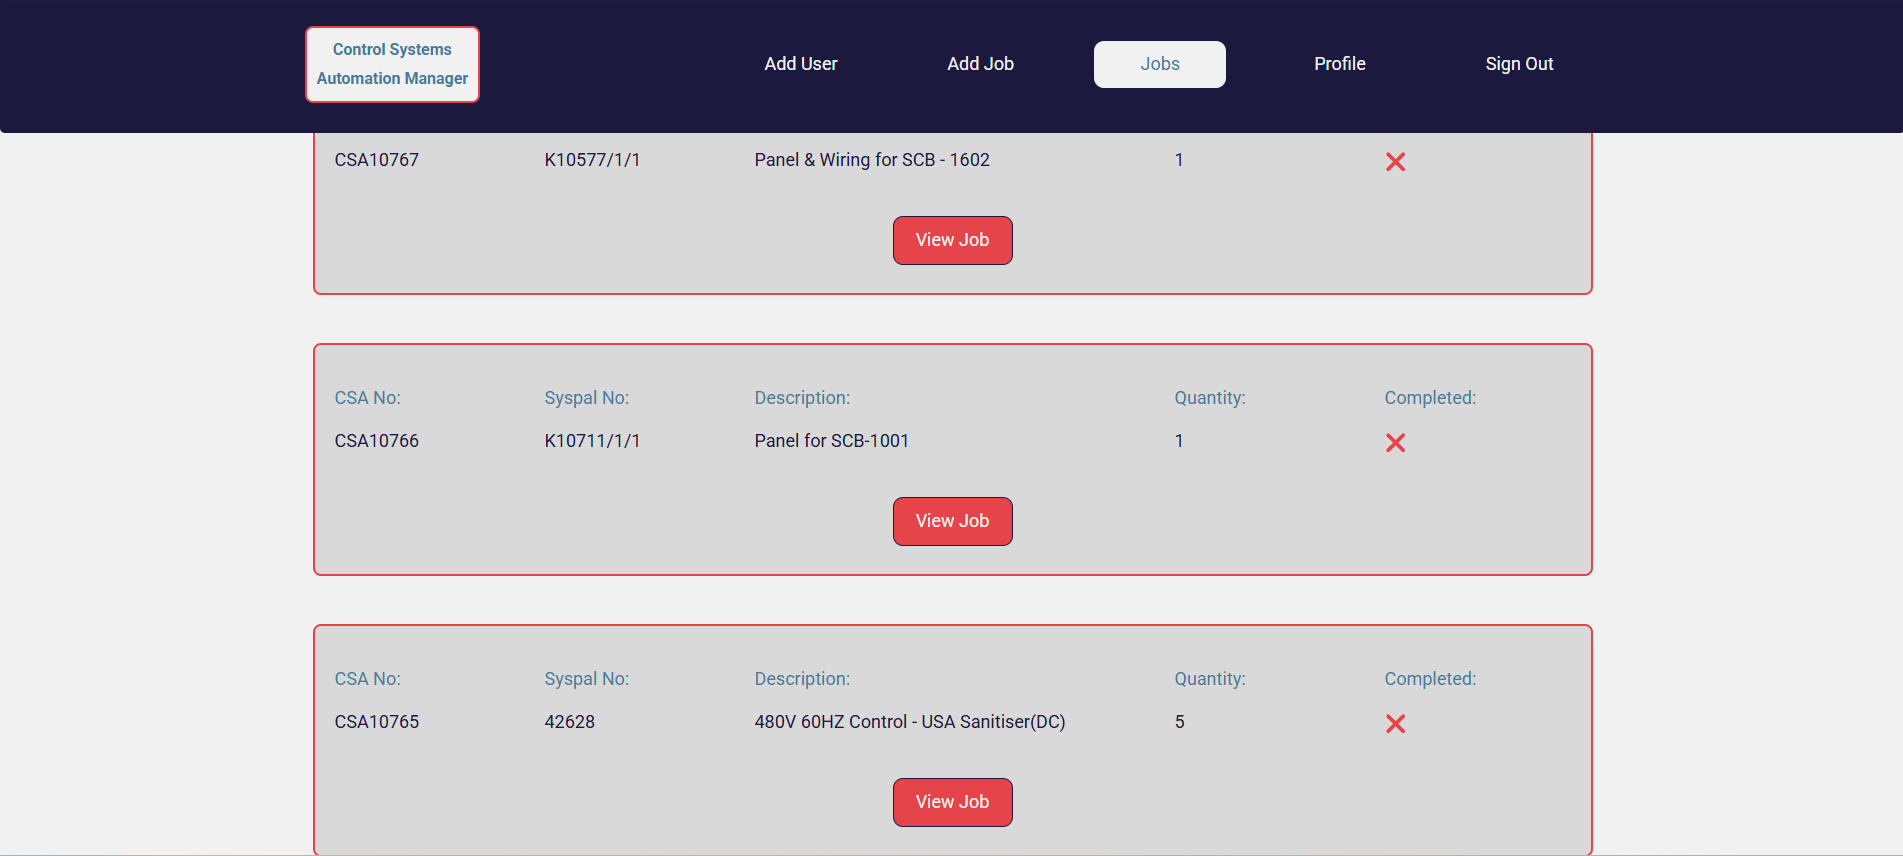 Control Systems
Automation Manager
Add User Add Job Jobs Profile Sign Out
CSA10767 K10577/1/1 Panel & Wiring for SCB - 1602 1
View Job
CSA No: Syspal No: Description: Quantity: Completed:
CSA10766 K10711/1/1 Panel for SCB-1001 1
View Job
CSA No: Syspal No: Description: Quantity: Completed:
CSA10765 42628 480V 60HZ Control - USA Sanitiser(DC) 5
View Job